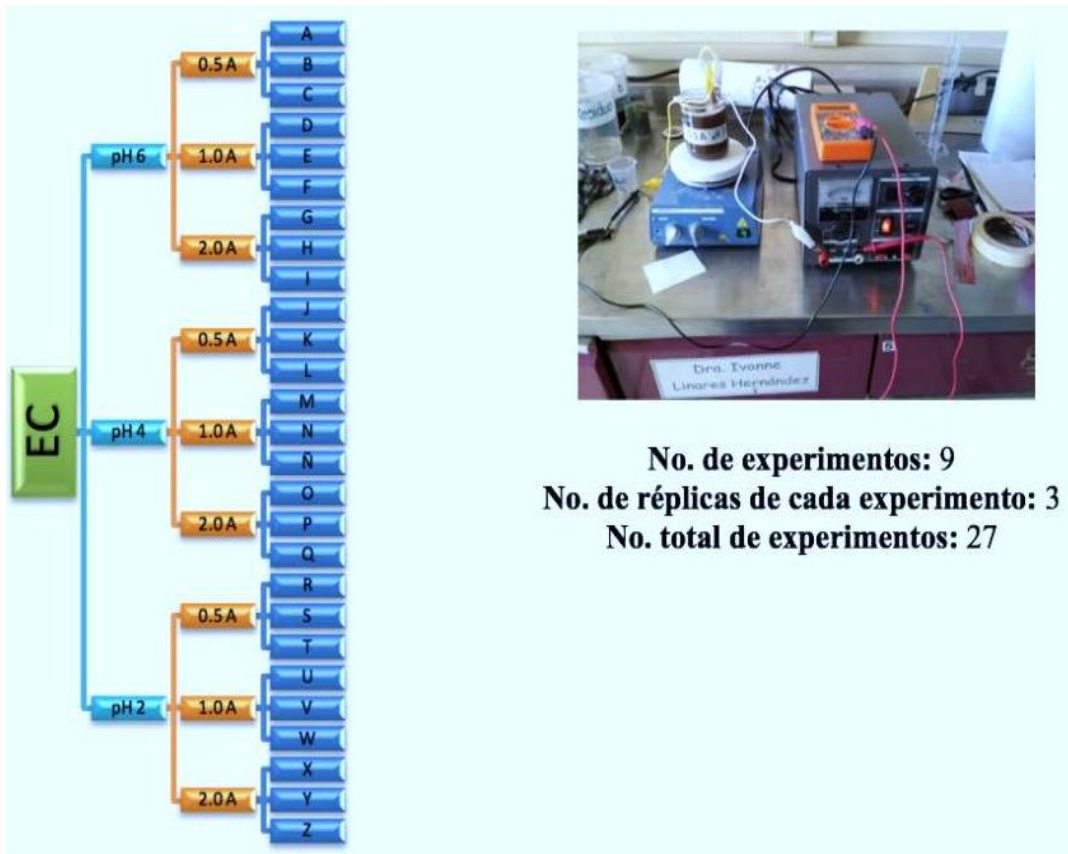 EC
pH 6
0.5 A
A
B
C
1.0 A
D
E
F
2.0 A
G
H
I
pH 4
0.5 A
J
K
L
1.0 A
M
N
Ñ
2.0 A
O
P
Q
pH 2
0.5 A
R
S
T
1.0 A
U
V
W
2.0 A
X
Y
Z
Dra. Ivonne
Linares Hernández
No. de experimentos: 9
No. de réplicas de cada experimento: 3
No. total de experimentos: 27